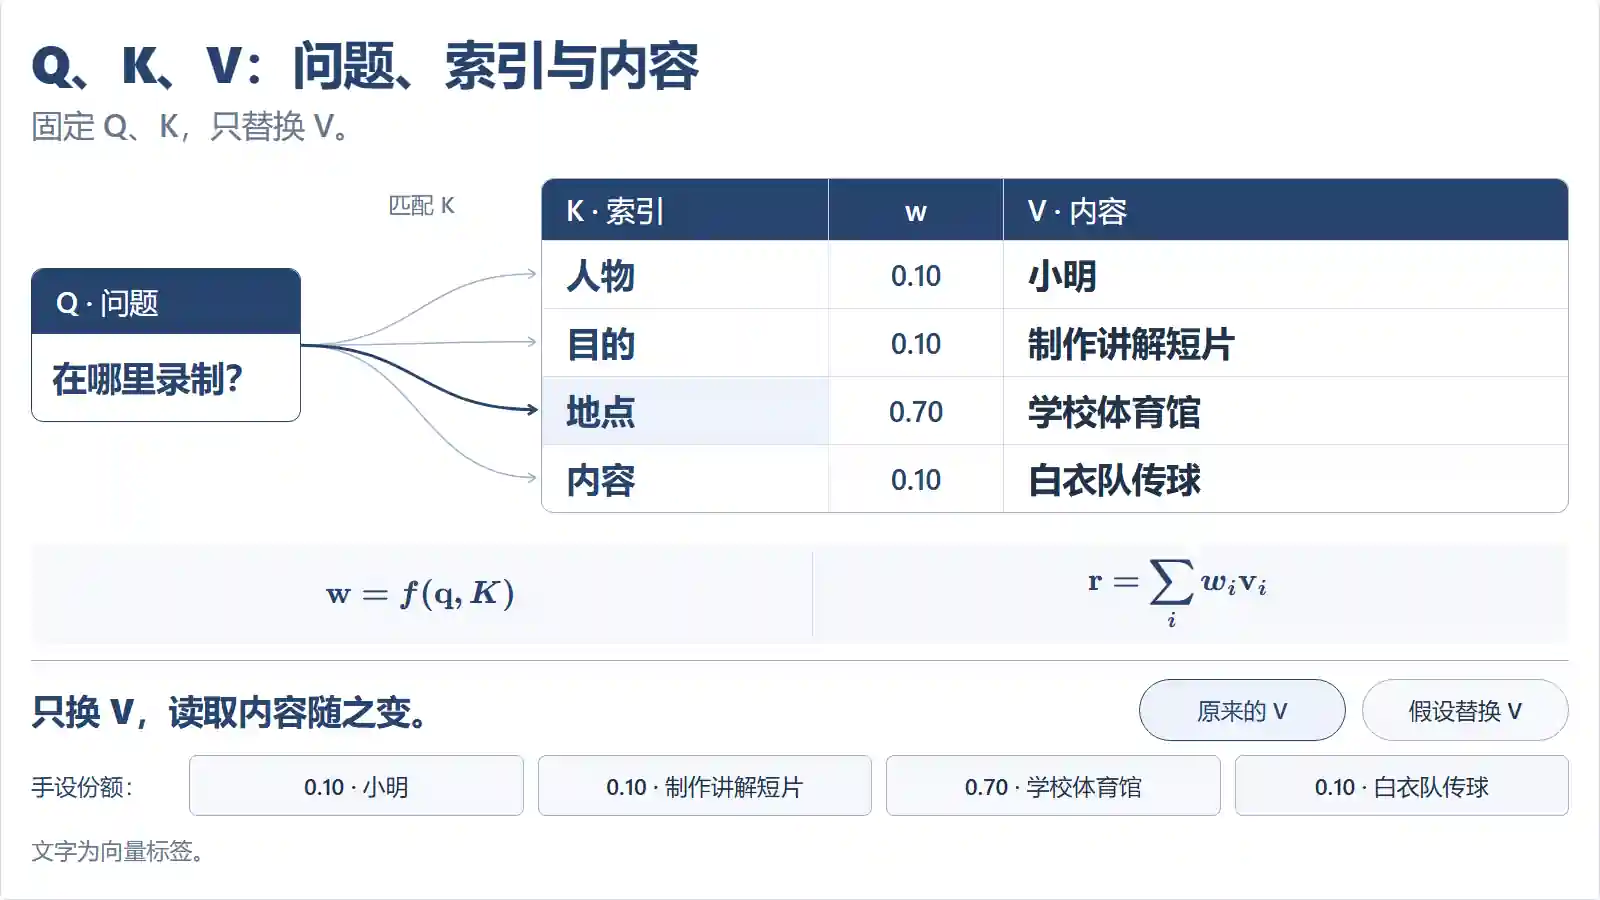 Q、K、V：问题、索引与内容
固定 Q、K，只替换 V。
匹配 K
Q · 问题
在哪里录制？
K · 索引 w V · 内容
人物 0.10 小明
目的 0.10 制作讲解短片
地点 0.70 学校体育馆
内容 0.10 白衣队传球
w = f(q, K)
r = ∑_i w_i v_i
只换 V，读取内容随之变。
原来的 V
假设替换 V
手设份额：
0.10 · 小明
0.10 · 制作讲解短片
0.70 · 学校体育馆
0.10 · 白衣队传球
文字为向量标签。